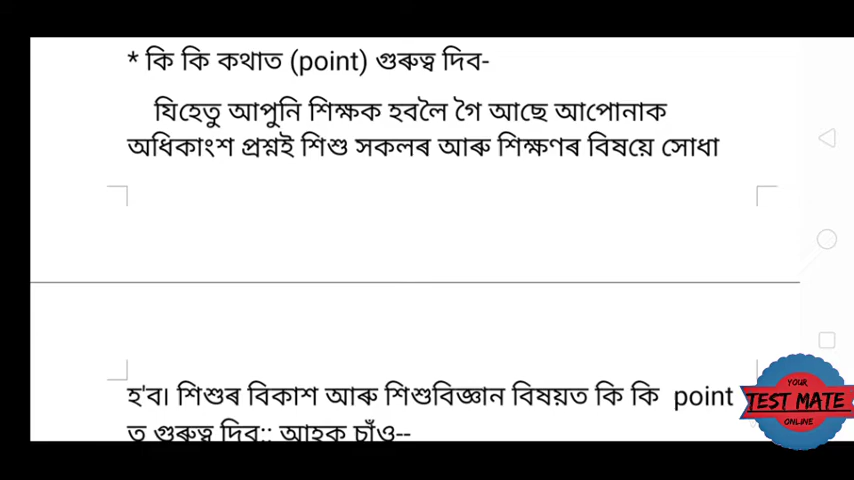 * কি কি কথাত (point) গুৰুত্ব দিব-
যিহেতু আপুনি শিক্ষক হবলৈ গৈ আছে আপোনাক
অধিকাংশ প্ৰশ্নই শিশু সকলৰ আৰু শিক্ষণৰ বিষয়ে সোধা
হ'ব। শিশুৰ বিকাশ আৰু শিশুবিজ্ঞান বিষয়ত কি কি point
ত গুৰুত্ব দিব:: আহক চাঁও--
YOUR
TEST MATE
ONLINE